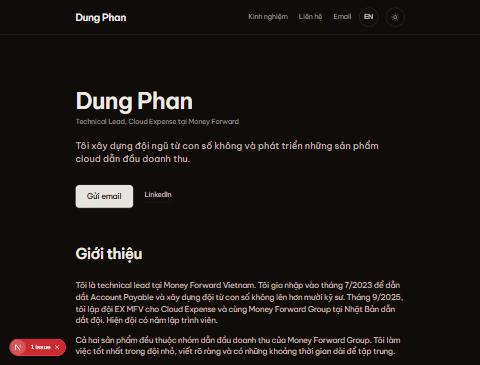 Dung Phan
Kinh nghiệm Liên hệ Email EN
Dung Phan
Technical Lead, Cloud Expense tại Money Forward
Tôi xây dựng đội ngũ từ con số không và phát triển những sản phẩm
cloud dẫn đầu doanh thu.
Gửi email LinkedIn
Giới thiệu
Tôi là technical lead tại Money Forward Vietnam. Tôi gia nhập vào tháng 7/2023 để dẫn
dắt Account Payable và xây dựng đội từ con số không lên hơn mười kỹ sư. Tháng 9/2025,
tôi lập đội EX MFV cho Cloud Expense và cùng Money Forward Group tại Nhật Bản dẫn
dắt đội. Hiện đội có năm lập trình viên.
Cả hai sản phẩm đều thuộc nhóm dẫn đầu doanh thu của Money Forward Group. Tôi làm
việc tốt nhất trong đội nhỏ, viết rõ ràng và có những khoảng thời gian dài để tập trung.
N 1 Issue ×